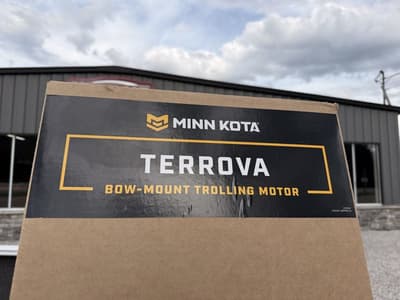 MINN KOTA
TERROVA
BOW-MOUNT TROLLING MOTOR